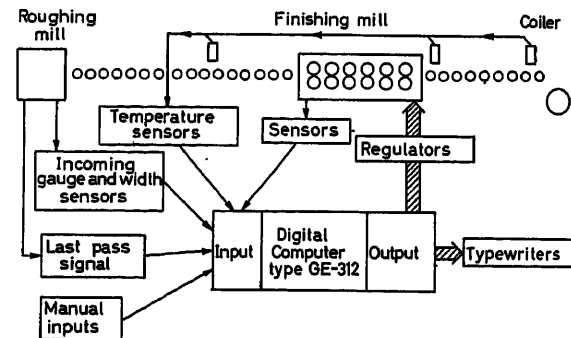 Roughing
mill
Finishing mill
Coiler
Temperature
sensors
Sensors
Regulators
Incoming
gauge and width
sensors
Last pass
signal
Manual
inputs
Input
Digital
Computer
type GE-312
Output
Typewriters